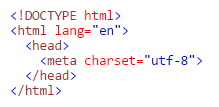 <!DOCTYPE html>
<html lang="en">
  <head>
    <meta charset="utf-8">
  </head>
</html>